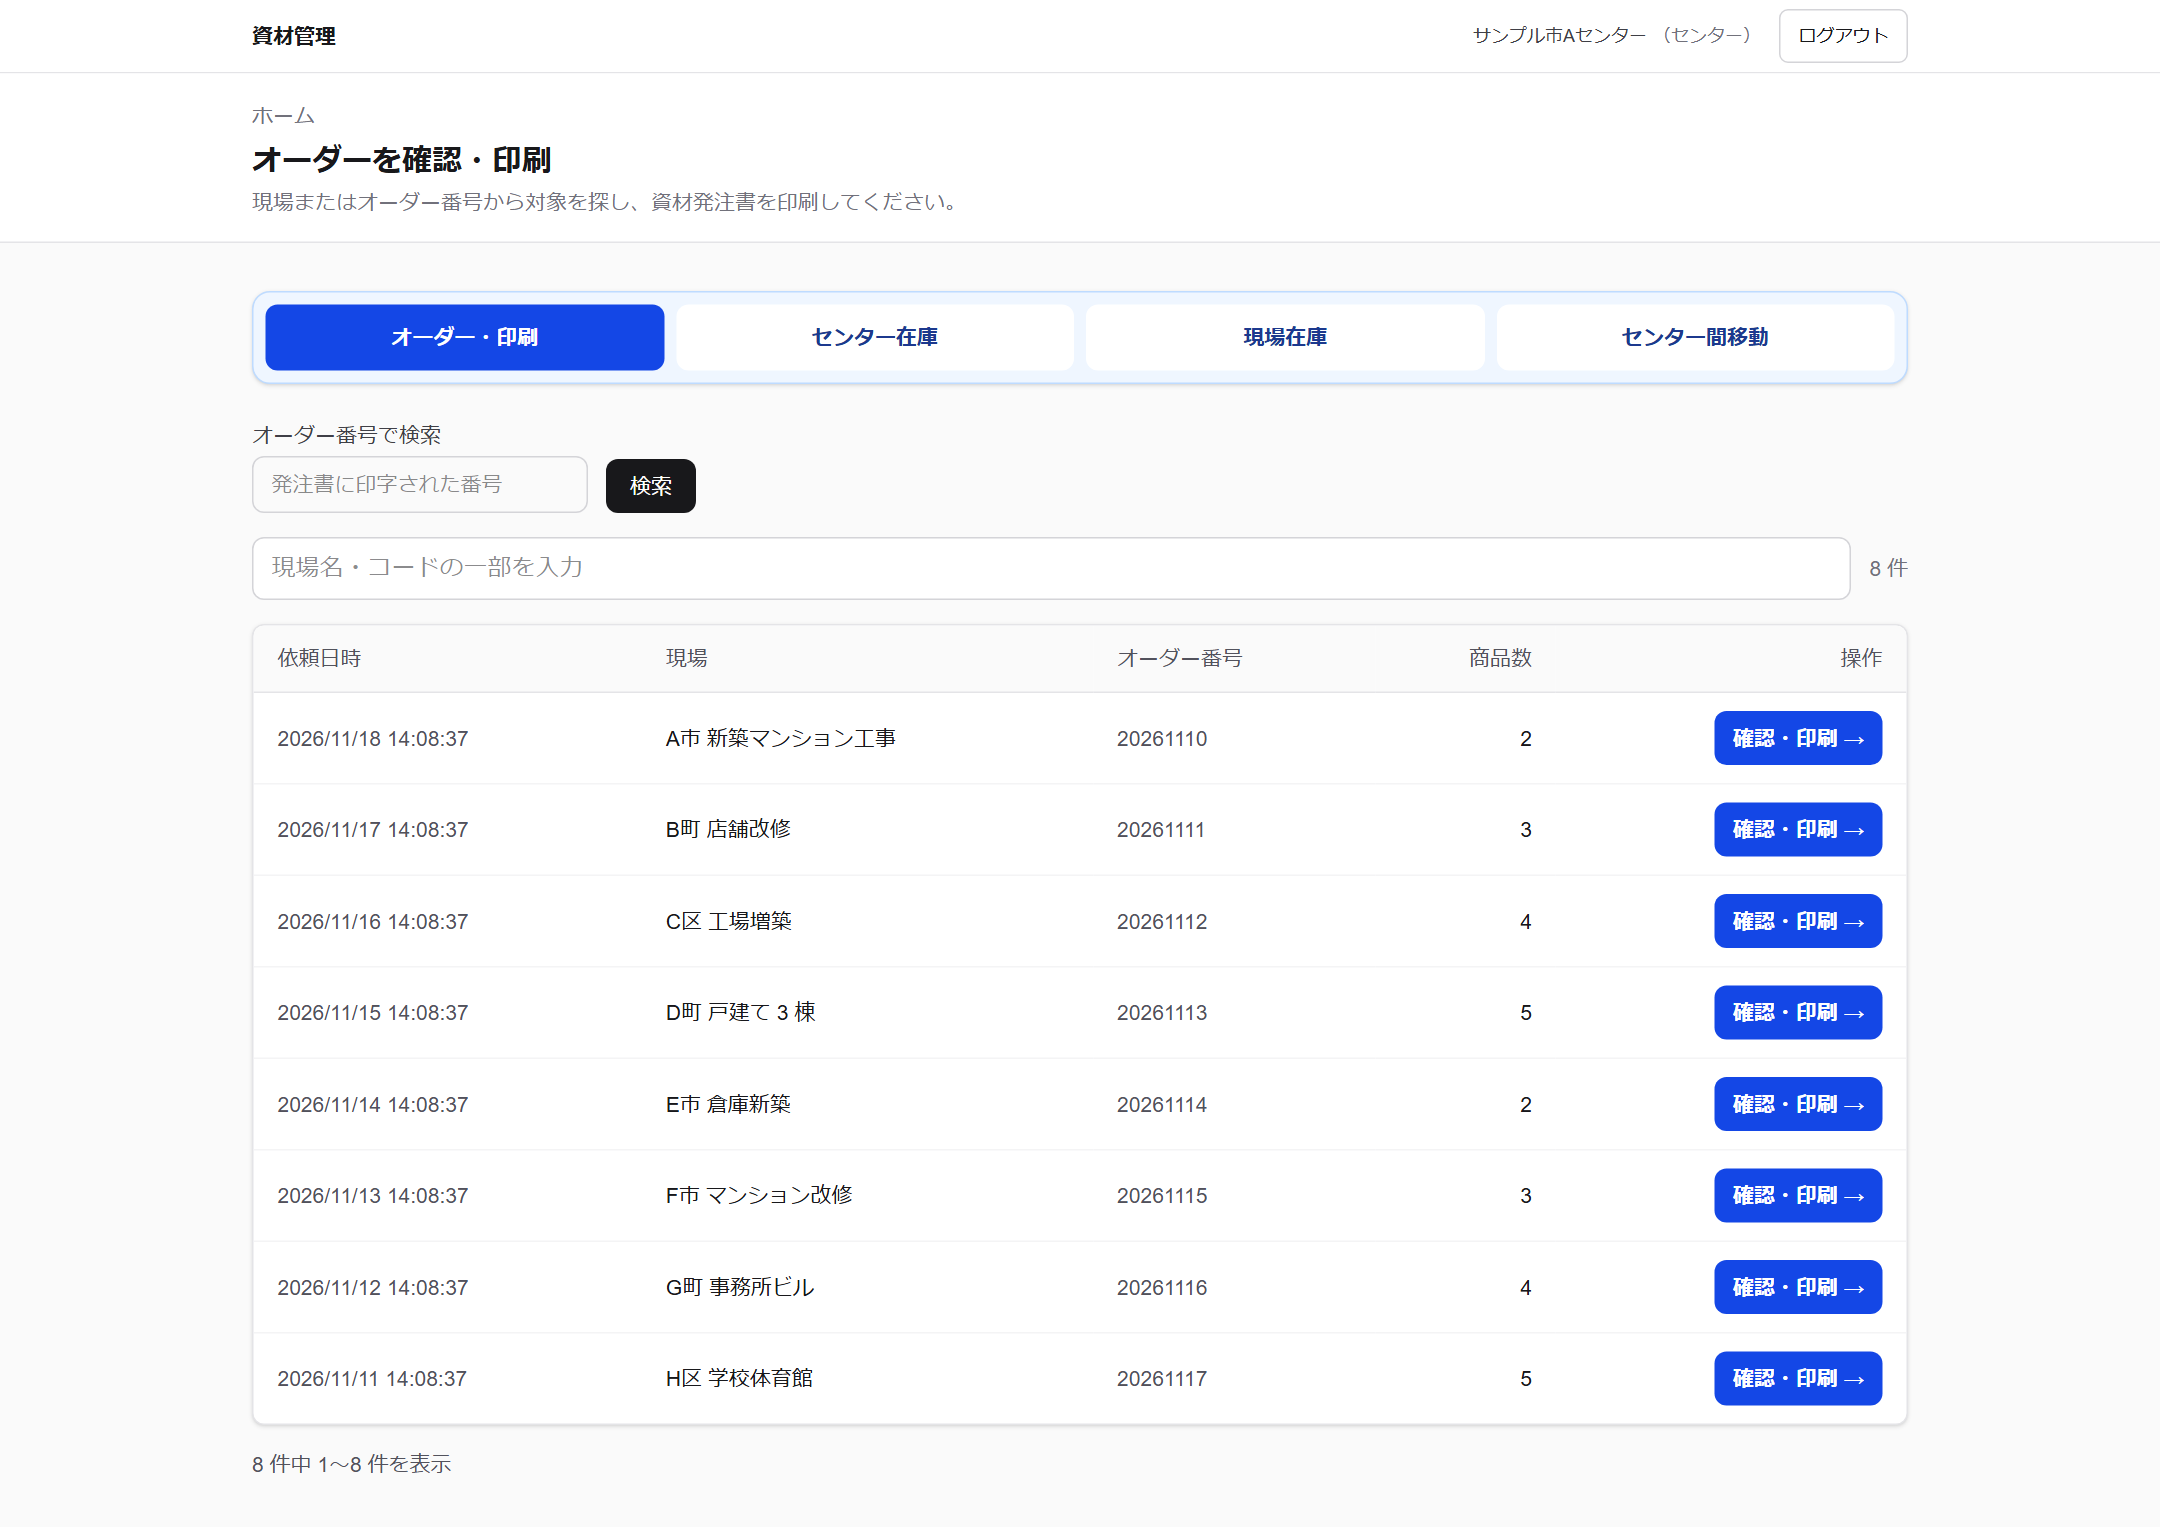 資材管理
サンプル市Aセンター （センター） ログアウト
ホーム
オーダーを確認・印刷
現場またはオーダー番号から対象を探し、資材発注書を印刷してください。
オーダー・印刷 センター在庫 現場在庫 センター間移動
オーダー番号で検索
発注書に印字された番号 検索
現場名・コードの一部を入力 8 件
依頼日時 現場 オーダー番号 商品数 操作
2026/11/18 14:08:37 A市 新築マンション工事 20261110 2 確認・印刷 →
2026/11/17 14:08:37 B町 店舗改修 20261111 3 確認・印刷 →
2026/11/16 14:08:37 C区 工場増築 20261112 4 確認・印刷 →
2026/11/15 14:08:37 D町 戸建て 3 棟 20261113 5 確認・印刷 →
2026/11/14 14:08:37 E市 倉庫新築 20261114 2 確認・印刷 →
2026/11/13 14:08:37 F市 マンション改修 20261115 3 確認・印刷 →
2026/11/12 14:08:37 G町 事務所ビル 20261116 4 確認・印刷 →
2026/11/11 14:08:37 H区 学校体育館 20261117 5 確認・印刷 →
8 件中 1～8 件を表示